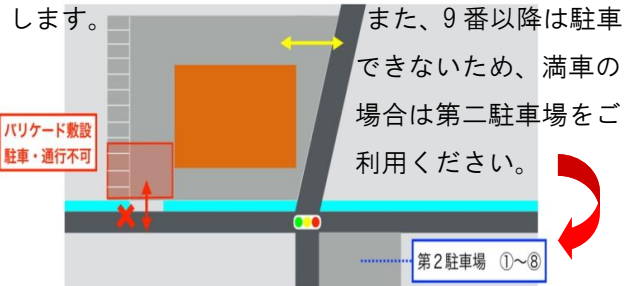 します。
また、9番以降は駐車
できないため、満車の
場合は第二駐車場をご
利用ください。
バリケード敷設
駐車・通行不可
第2駐車場 ①～⑧